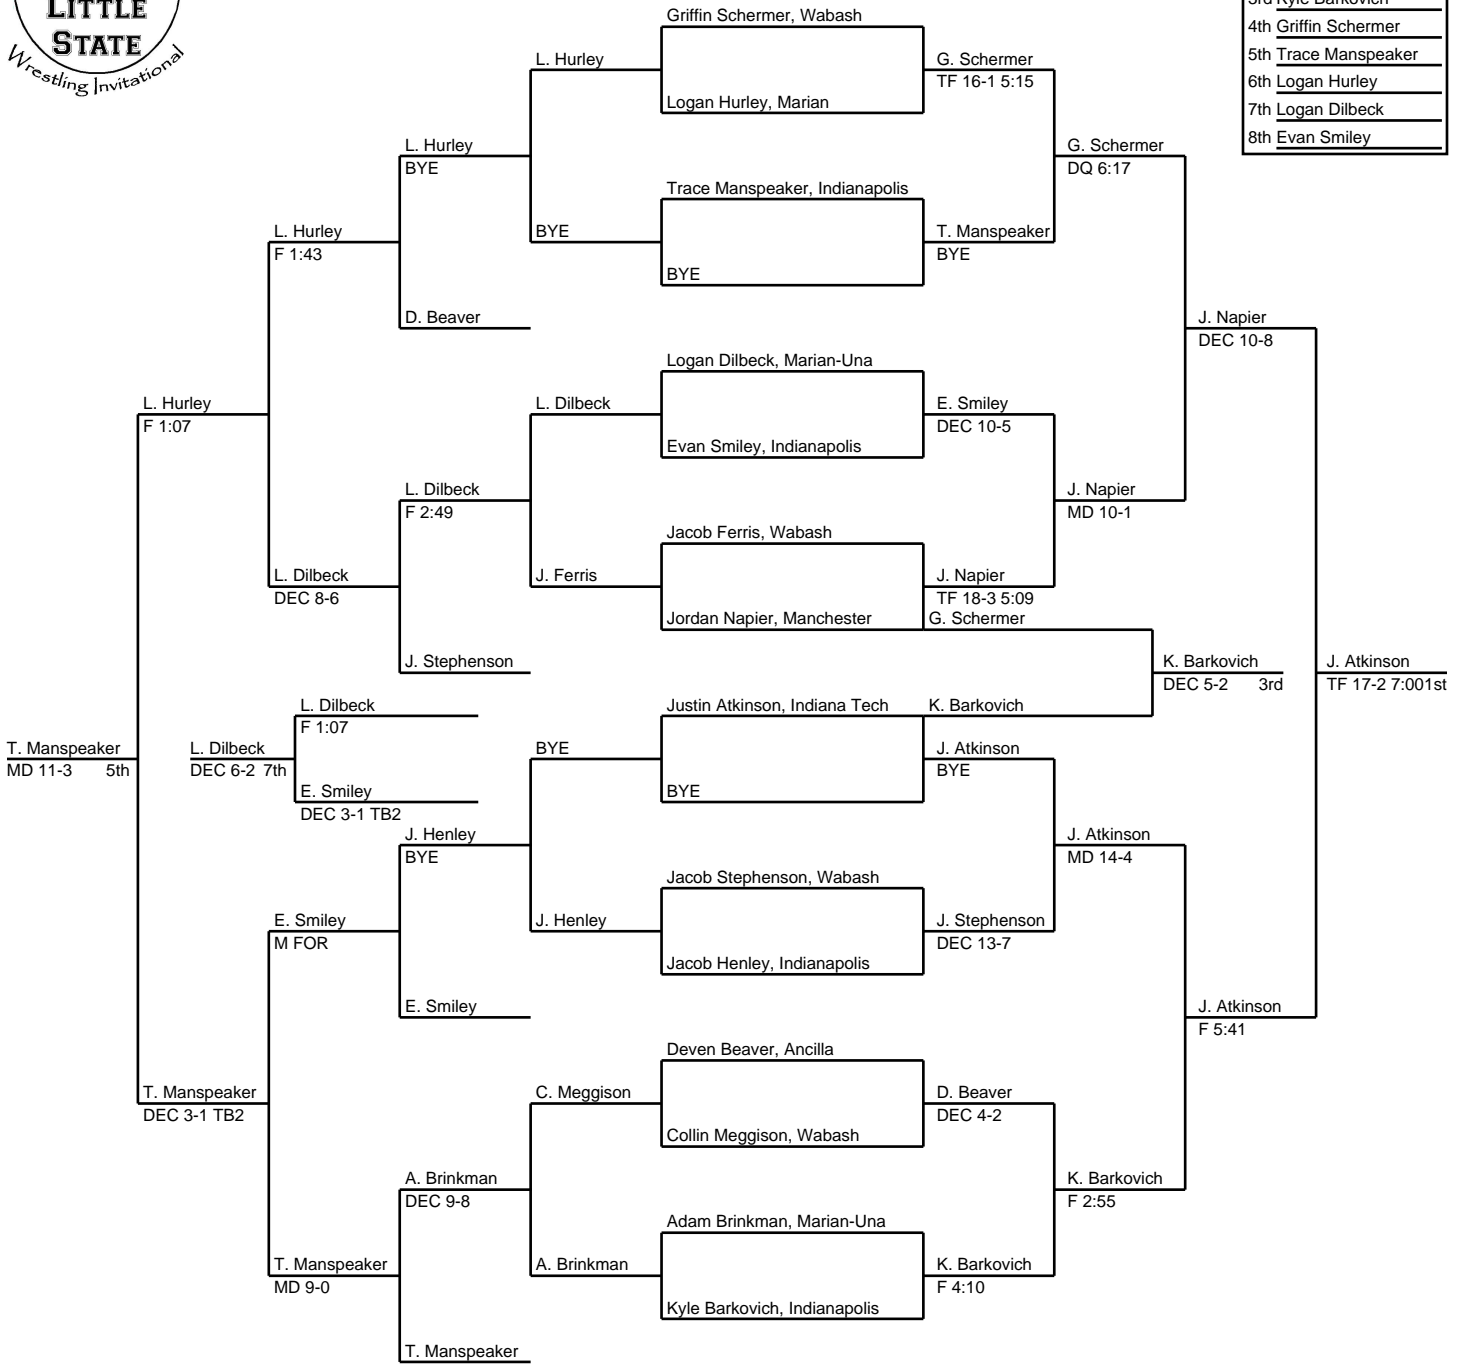 LITTLE
STATE
Wrestling Invitational
3rd Kyle Barkovich
4th Griffin Schermer
5th Trace Manspeaker
6th Logan Hurley
7th Logan Dilbeck
8th Evan Smiley
Griffin Schermer, Wabash
L. Hurley
G. Schermer
TF 16-1 5:15
Logan Hurley, Marian
L. Hurley
BYE
G. Schermer
DQ 6:17
Trace Manspeaker, Indianapolis
L. Hurley
F 1:43
BYE
T. Manspeaker
BYE
BYE
D. Beaver
J. Napier
DEC 10-8
Logan Dilbeck, Marian-Una
L. Hurley
F 1:07
L. Dilbeck
E. Smiley
DEC 10-5
Evan Smiley, Indianapolis
L. Dilbeck
F 2:49
J. Napier
MD 10-1
Jacob Ferris, Wabash
L. Dilbeck
DEC 8-6
J. Ferris
J. Napier
TF 18-3 5:09
Jordan Napier, Manchester
G. Schermer
J. Stephenson
K. Barkovich
DEC 5-2 3rd
J. Atkinson
TF 17-2 7:001st
L. Dilbeck
F 1:07
Justin Atkinson, Indiana Tech
K. Barkovich
T. Manspeaker
MD 11-3 5th
L. Dilbeck
DEC 6-2 7th
BYE
J. Atkinson
BYE
E. Smiley
DEC 3-1 TB2
BYE
J. Henley
BYE
J. Atkinson
MD 14-4
Jacob Stephenson, Wabash
E. Smiley
M FOR
J. Henley
J. Stephenson
DEC 13-7
Jacob Henley, Indianapolis
E. Smiley
J. Atkinson
F 5:41
Deven Beaver, Ancilla
T. Manspeaker
DEC 3-1 TB2
C. Meggison
D. Beaver
DEC 4-2
Collin Meggison, Wabash
A. Brinkman
DEC 9-8
K. Barkovich
F 2:55
Adam Brinkman, Marian-Una
T. Manspeaker
MD 9-0
A. Brinkman
K. Barkovich
F 4:10
Kyle Barkovich, Indianapolis
T. Manspeaker